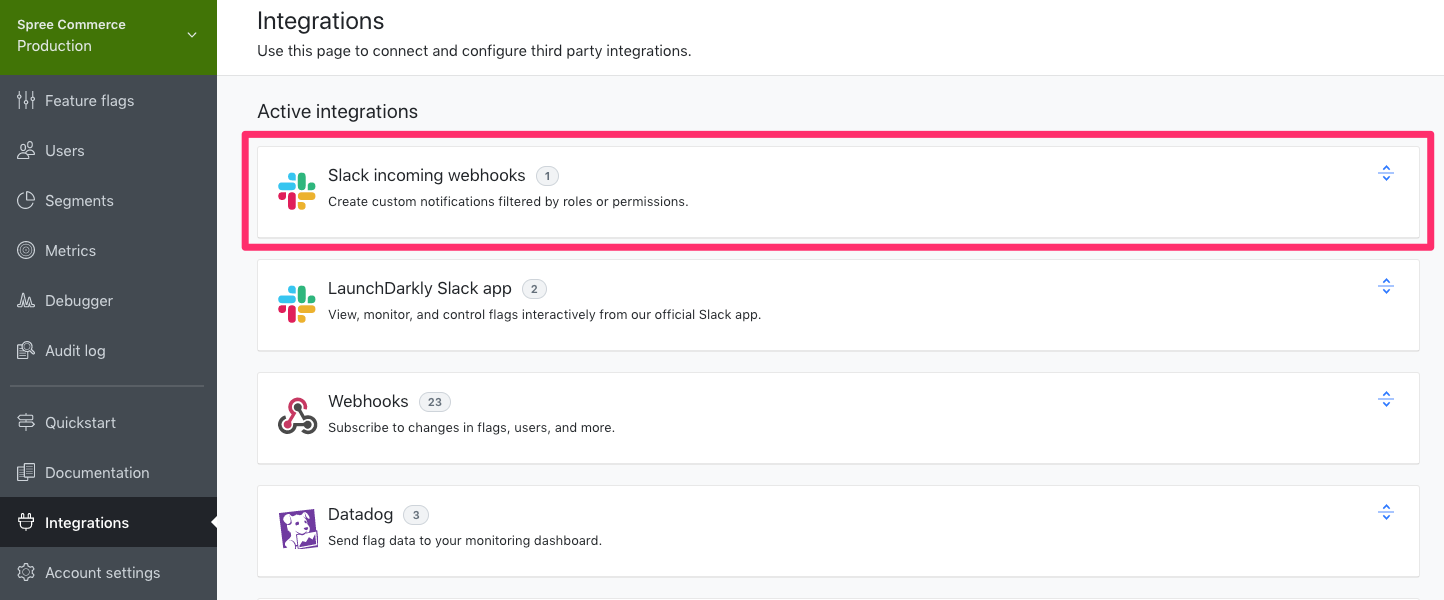 Spree Commerce
Production
Feature flags
Users
Segments
Metrics
Debugger
Audit log
Quickstart
Documentation
Integrations
Account settings
Integrations
Use this page to connect and configure third party integrations.
Active integrations
Slack incoming webhooks 1
Create custom notifications filtered by roles or permissions.
LaunchDarkly Slack app 2
View, monitor, and control flags interactively from our official Slack app.
Webhooks 23
Subscribe to changes in flags, users, and more.
Datadog 3
Send flag data to your monitoring dashboard.